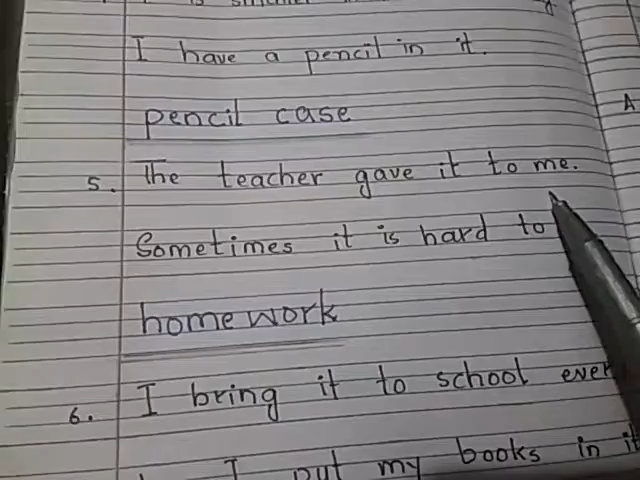 I have a pencil in it.
pencil case
5. The teacher gave it to me.
Sometimes it is hard to
homework
6. I bring it to school
I put my books in it
A